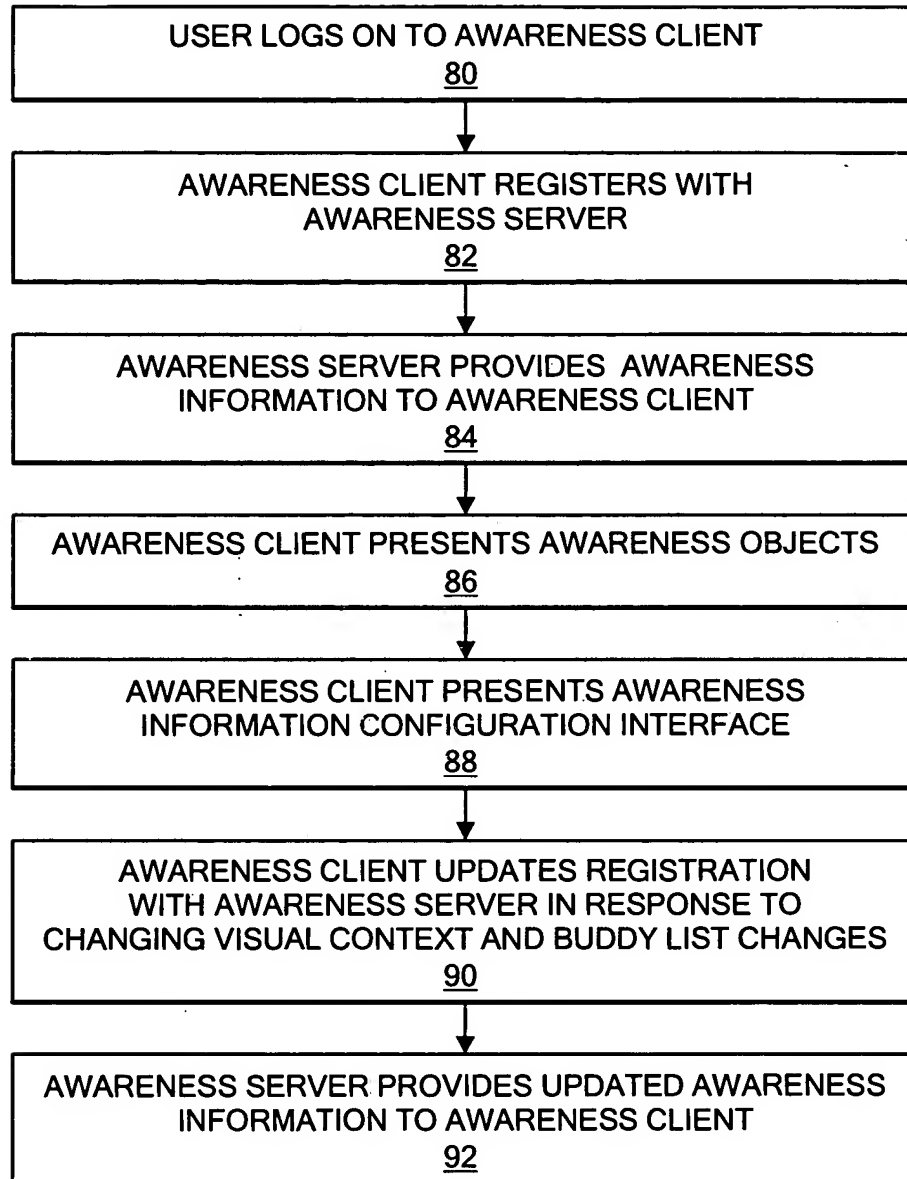 USER LOGS ON TO AWARENESS CLIENT
80
AWARENESS CLIENT REGISTERS WITH
AWARENESS SERVER
82
AWARENESS SERVER PROVIDES AWARENESS
INFORMATION TO AWARENESS CLIENT
84
AWARENESS CLIENT PRESENTS AWARENESS OBJECTS
86
AWARENESS CLIENT PRESENTS AWARENESS
INFORMATION CONFIGURATION INTERFACE
88
AWARENESS CLIENT UPDATES REGISTRATION
WITH AWARENESS SERVER IN RESPONSE TO
CHANGING VISUAL CONTEXT AND BUDDY LIST CHANGES
90
AWARENESS SERVER PROVIDES UPDATED AWARENESS
INFORMATION TO AWARENESS CLIENT
92